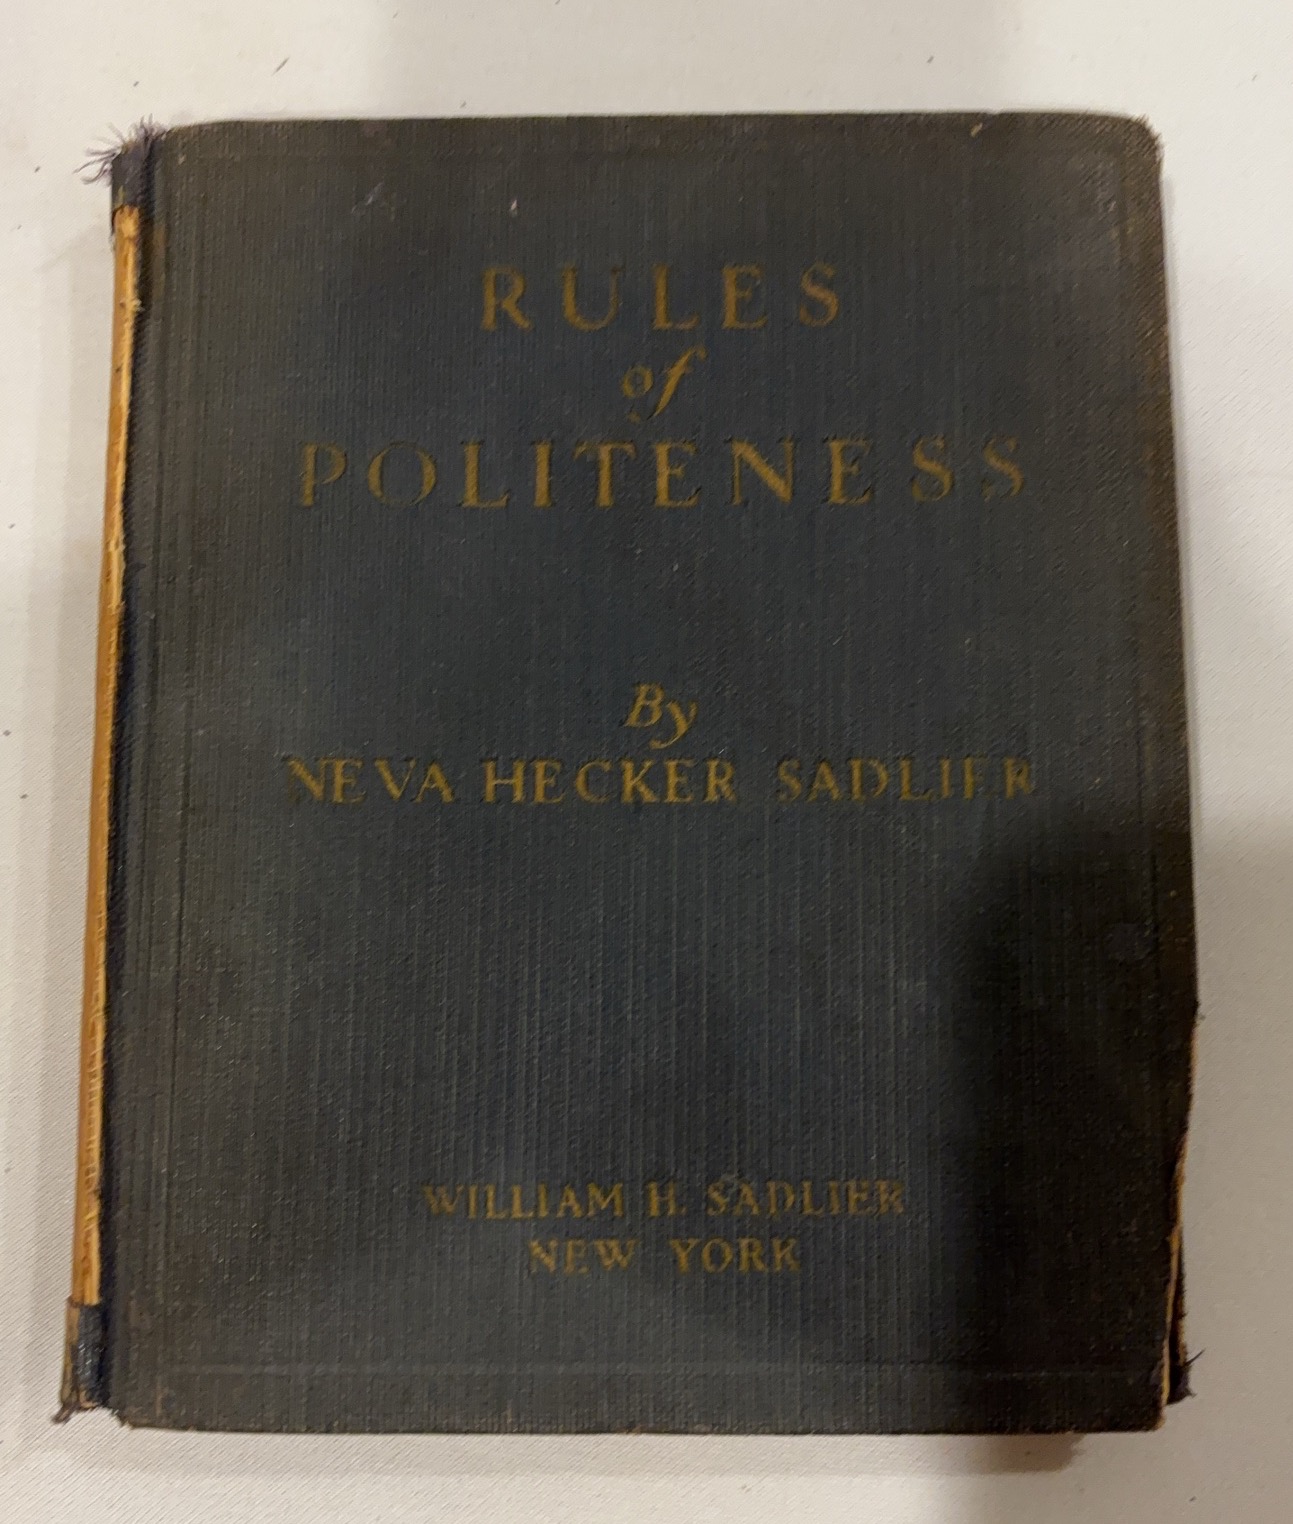 RULES
of
POLITENESS
By
NEVA HECKER SADLIER
WILLIAM H. SADLIER
NEW YORK